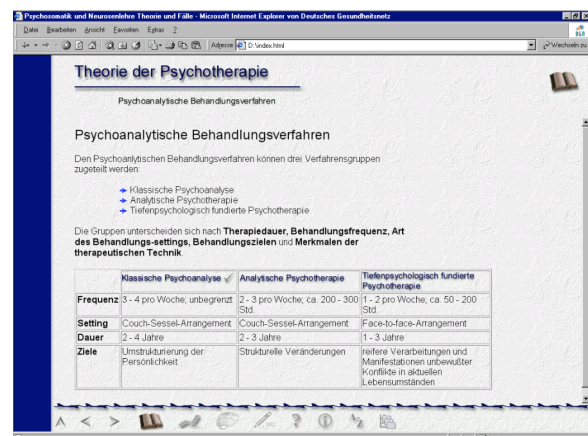 Psychosomatik und Neurosenlehre Theorie und Fälle - Microsoft Internet Explorer von Deutsches Gesundheitsnetz
Datei Bearbeiten Ansicht Favoriten Extras ?
Adresse D:\index.html Wechseln zu
Theorie der Psychotherapie
Psychoanalytische Behandlungsverfahren
Psychoanalytische Behandlungsverfahren
Den Psychoanlytischen Behandlungsverfahren können drei Verfahrensgruppen
zugeteilt werden:
Klassische Psychoanalyse
Analytische Psychotherapie
Tiefenpsychologisch fundierte Psychotherapie
Die Gruppen unterscheiden sich nach Therapiedauer, Behandlungsfrequenz, Art
des Behandlungs-settings, Behandlungszielen und Merkmalen der
therapeutischen Technik.
Klassische Psychoanalyse Analytische Psychotherapie Tiefenpsychologisch fundierte
Psychotherapie
Frequenz 3 - 4 pro Woche; unbegrenzt 2 - 3 pro Woche; ca. 200 - 300 1 - 2 pro Woche; ca. 50 - 200
Std. Std.
Setting Couch-Sessel-Arrangement Couch-Sessel-Arrangement Face-to-face-Arrangement
Dauer 2 - 4 Jahre 2 - 3 Jahre 1 - 3 Jahre
Ziele Umstrukturierung der Strukturelle Veränderungen reifere Verarbeitungen und
Persönlichkeit Manifestationen unbewußter
Konflikte in aktuellen
Lebensumständen